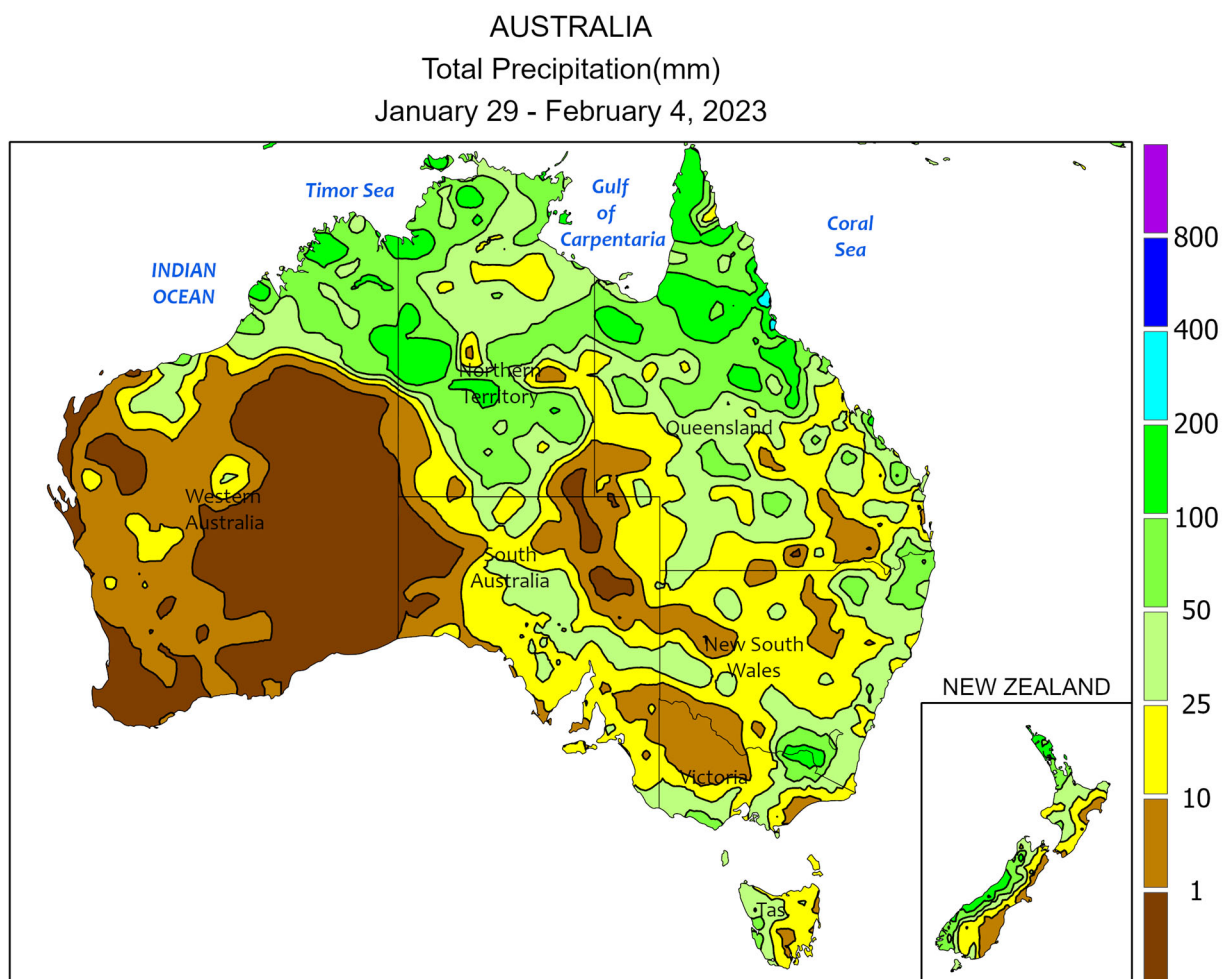 AUSTRALIA
Total Precipitation(mm)
January 29 - February 4, 2023
Timor Sea
Gulf
of
Carpentaria
Coral
Sea
INDIAN
OCEAN
Northern
Territory
Queensland
Western
Australia
South
Australia
New South
Wales
Victoria
Tas
NEW ZEALAND
800
400
200
100
50
25
10
1